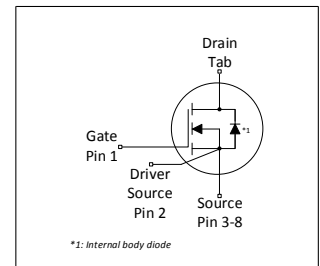 Drain
Tab
*1
Gate
Pin 1
Driver
Source
Pin 2
Source
Pin 3-8
*1: Internal body diode